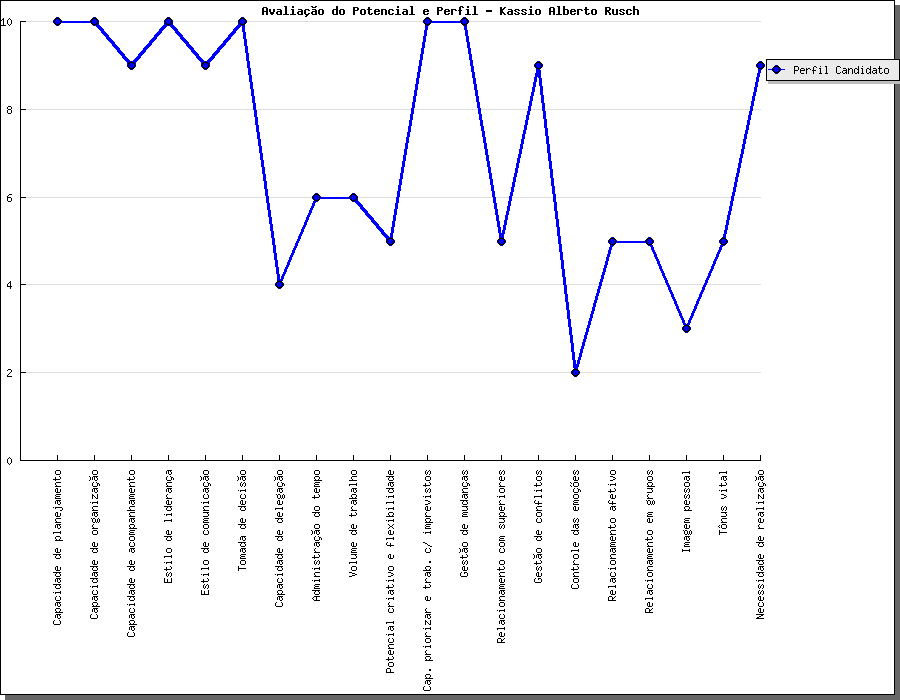 Avaliação do Potencial e Perfil - Kassio Alberto Rusch
10
8
6
4
2
0
Perfil Candidato
Capacidade de planejamento
Capacidade de organização
Capacidade de acompanhamento
Estilo de liderança
Estilo de comunicação
Tomada de decisão
Capacidade de delegação
Administração do tempo
Volume de trabalho
Potencial criativo e flexibilidade
Cap. priorizar e trab. c/ imprevistos
Gestão de mudanças
Relacionamento com superiores
Gestão de conflitos
Controle das emoções
Relacionamento afetivo
Relacionamento em grupos
Imagem pessoal
Tônus vital
Necessidade de realização